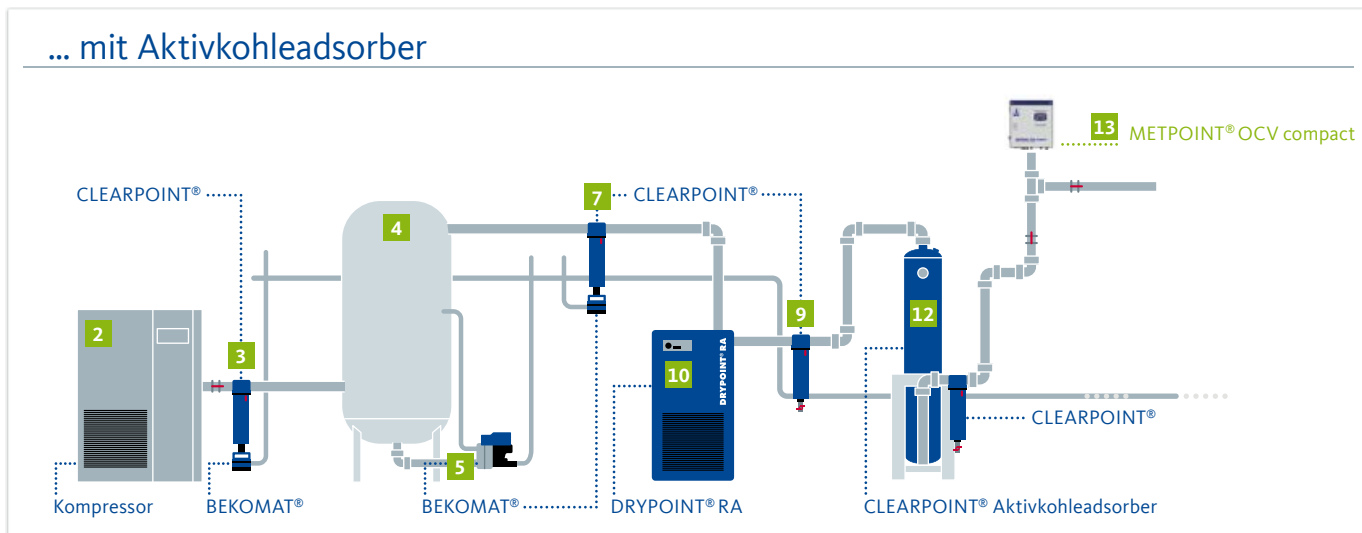 ... mit Aktivkohleadsorber
13 METPOINT® OCV compact
CLEARPOINT®
7 CLEARPOINT®
4
2
3
9
12
10
DRYPOINT® RA
5
CLEARPOINT®
Kompressor
BEKOMAT®
BEKOMAT®
DRYPOINT® RA
CLEARPOINT® Aktivkohleadsorber